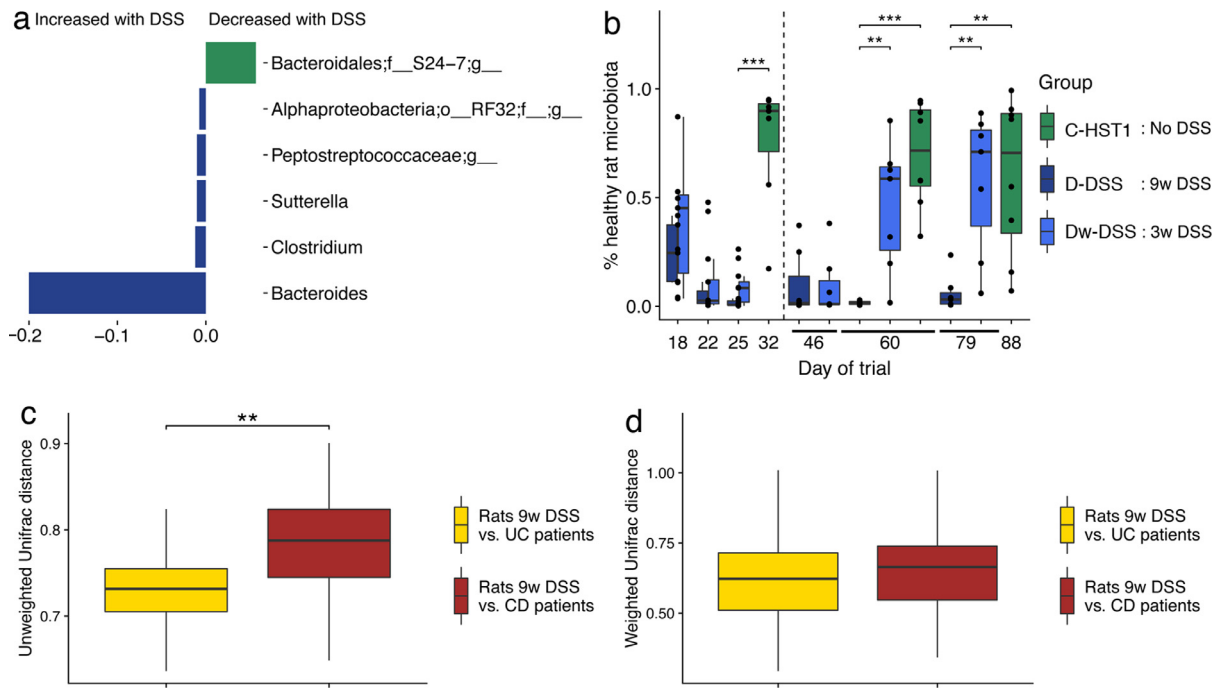 a
Increased with DSS
Decreased with DSS
Bacteroidales;f__S24-7;g__
Alphaproteobacteria;o__RF32;f__;g__
Peptostreptococcaceae;g__
Sutterella
Clostridium
Bacteroides
−0.2
−0.1
0.0
b
% healthy rat microbiota
1.0
0.5
0.0
***
***
**
**
**
18
22
25
32
46
60
79
88
Day of trial
Group
C-HST1 : No DSS
D-DSS : 9w DSS
Dw-DSS : 3w DSS
c
Unweighted Unifrac distance
0.9
0.8
0.7
**
Rats 9w DSS
vs. UC patients
Rats 9w DSS
vs. CD patients
d
Weighted Unifrac distance
1.00
0.75
0.50
Rats 9w DSS
vs. UC patients
Rats 9w DSS
vs. CD patients